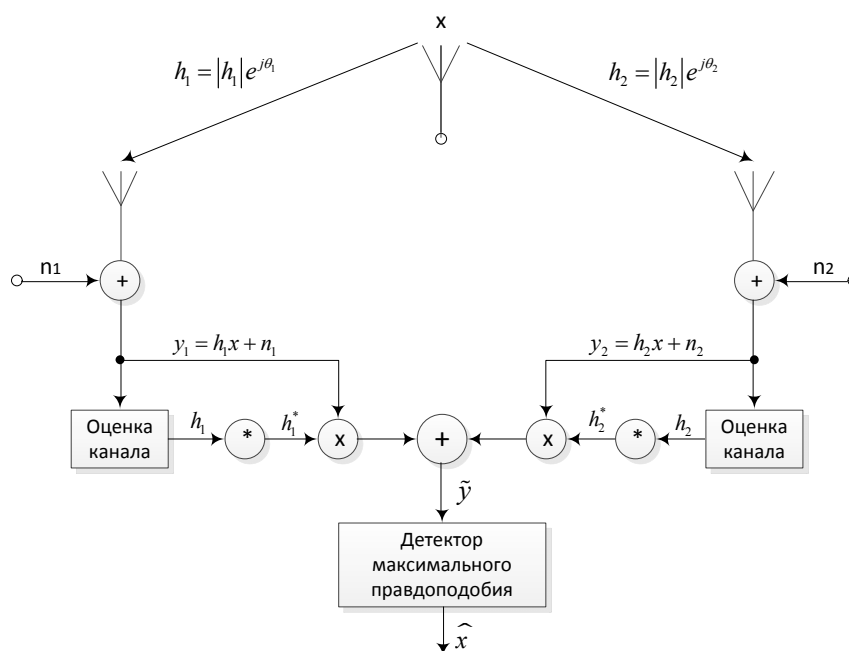 x
h₁ = |h₁|e^{jθ₁}
h₂ = |h₂|e^{jθ₂}
n1
+
+
n2
y₁ = h₁x + n₁
y₂ = h₂x + n₂
Оценка
канала
h₁
*
h₁*
x
+
x
h₂*
*
h₂
Оценка
канала
ỹ
Детектор
максимального
правдоподобия
x̂